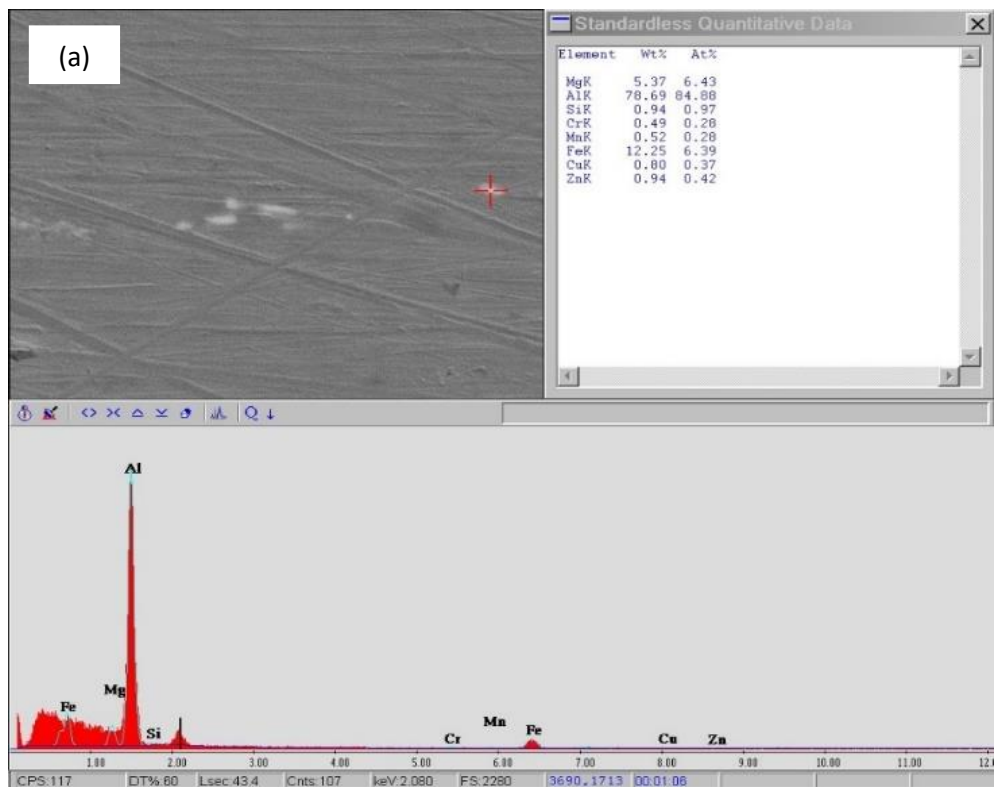 (a)
Standardless Quantitative Data
Element Wt% At%
MgK 5.37 6.43
AlK 78.69 84.88
SiK 0.94 0.97
CrK 0.49 0.28
MnK 0.52 0.28
FeK 12.25 6.39
CuK 0.80 0.37
ZnK 0.94 0.42
Al
Mg
Fe
Si
Cr
Mn
Fe
Cu
Zn
1.00 2.00 3.00 4.00 5.00 6.00 7.00 8.00 9.00 10.00 11.00 12.0
CPS:117 DT%:60 Lsec:43.4 Cnts:107 keV:2.080 FS:2280 3690,1713 00:01:06